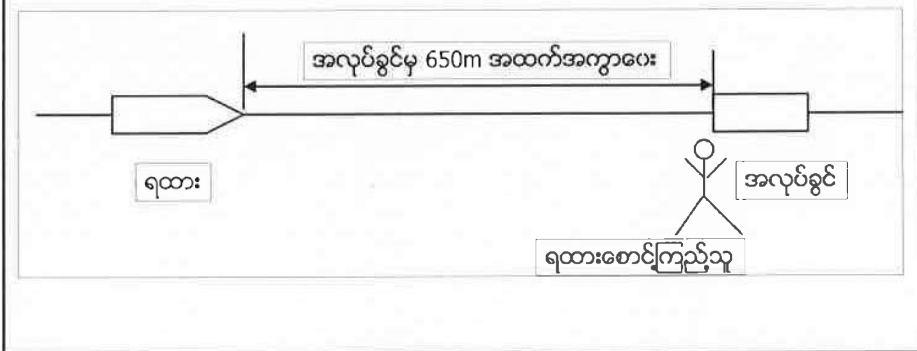 အလုပ်ခွင်မှ 650m အထက်အကွာဝေး
ရထား
အလုပ်ခွင်
ရထားစောင့်ကြည့်သူ